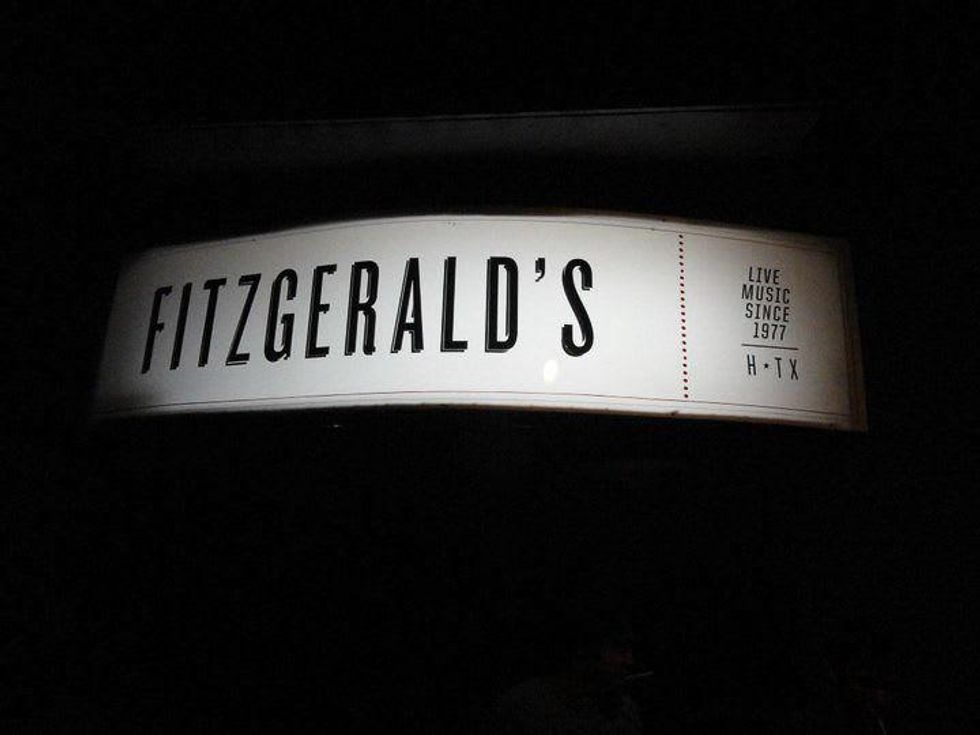 FITZGERALD'S
LIVE
MUSIC
SINCE
1977
H★TX